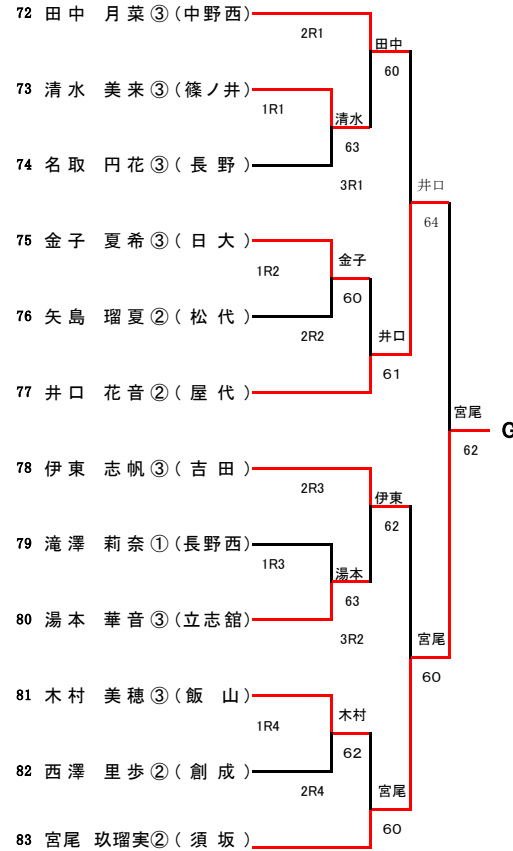 72 田中 月菜③(中野西)
2R1
田中
60
73 清水 美来③(篠ノ井)
1R1
清水
63
74 名取 円花③(長野)
3R1
井口
64
75 金子 夏希③(日大)
1R2
金子
60
76 矢島 瑠夏②(松代)
2R2
井口
61
77 井口 花音②(屋代)
宮尾
62
G
78 伊東 志帆③(吉田)
2R3
伊東
62
79 滝澤 莉奈①(長野西)
1R3
湯本
63
80 湯本 華音③(立志舘)
3R2
宮尾
60
81 木村 美穂③(飯山)
1R4
木村
62
82 西澤 里歩②(創成)
2R4
宮尾
60
83 宮尾 玖瑠実②(須坂)